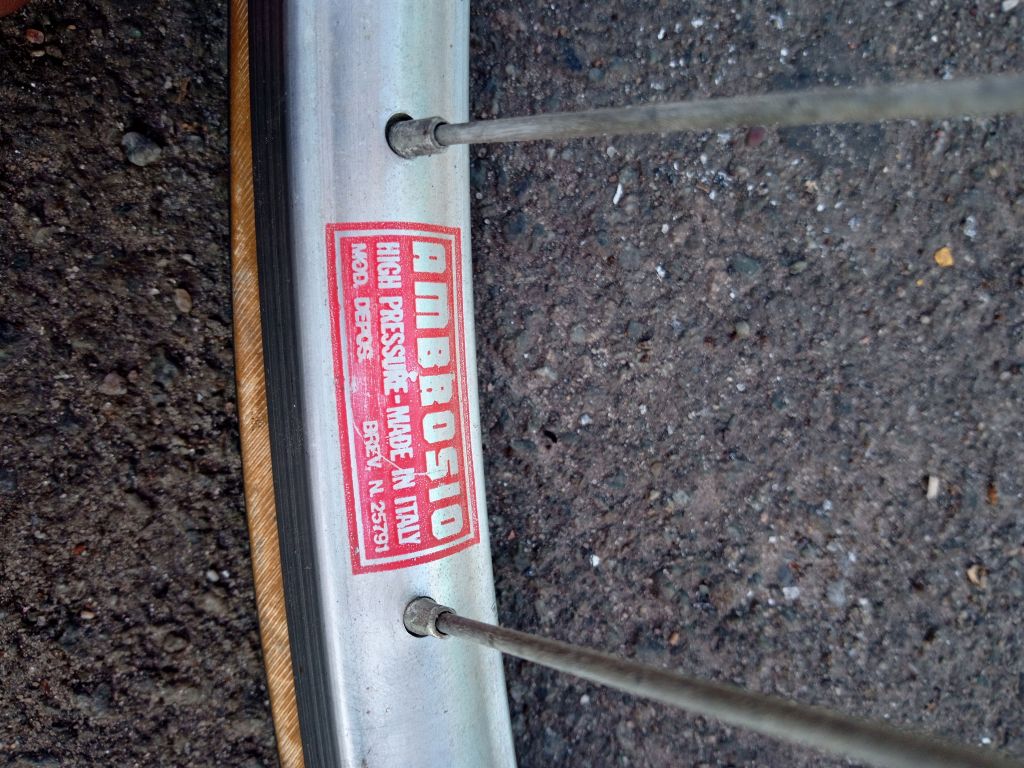 AMBROSIO
HIGH PRESSURE - MADE IN ITALY
MOD. DEPOS. BREV. N. 25791